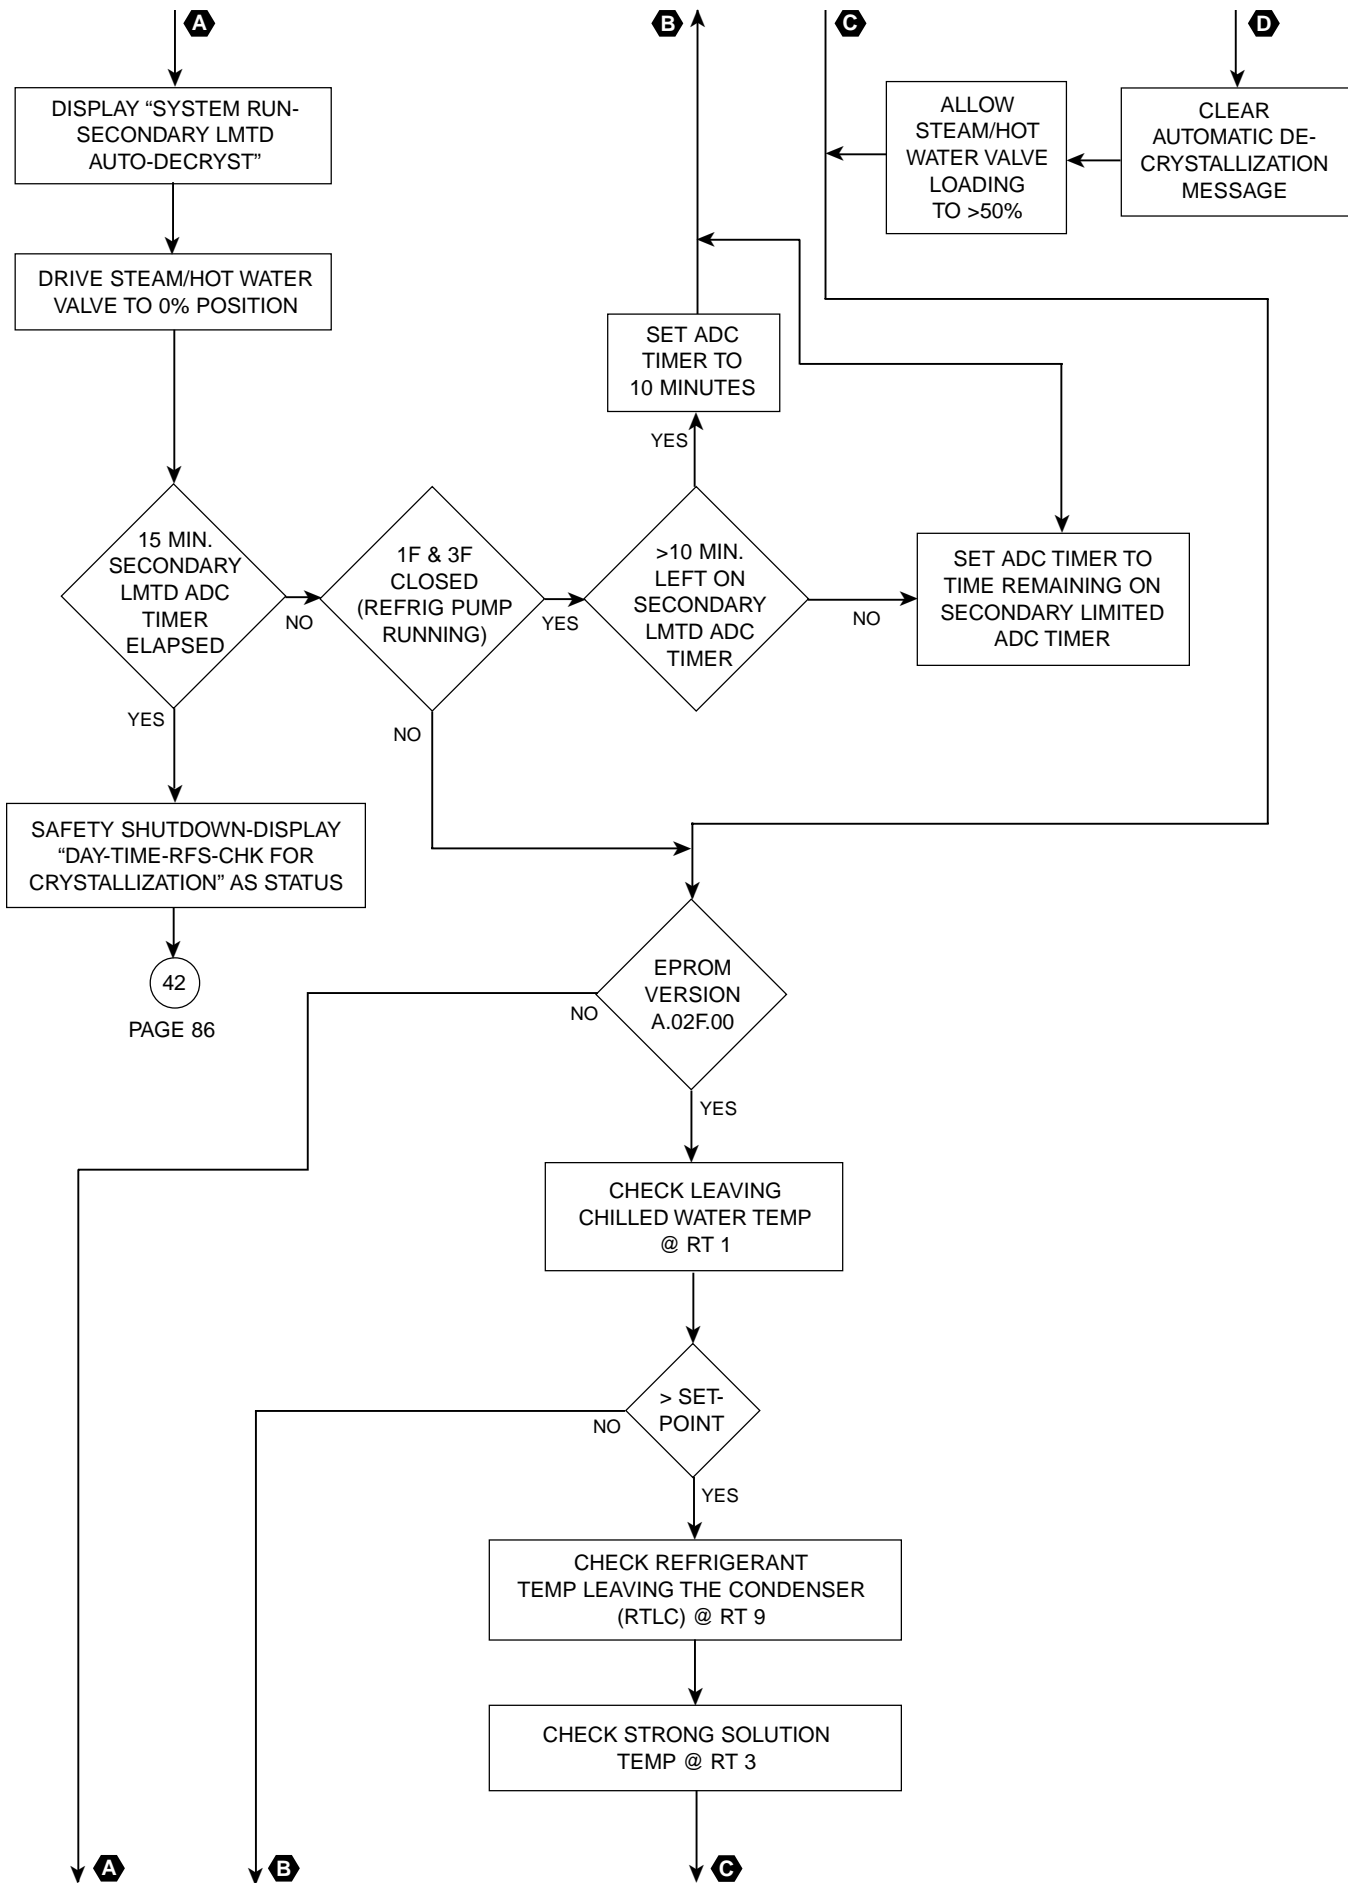 A
B
C
D
DISPLAY “SYSTEM RUN-
SECONDARY LMTD
AUTO-DECRYST”
ALLOW
STEAM/HOT
WATER VALVE
LOADING
TO >50%
CLEAR
AUTOMATIC DE-
CRYSTALLIZATION
MESSAGE
DRIVE STEAM/HOT WATER
VALVE TO 0% POSITION
SET ADC
TIMER TO
10 MINUTES
YES
15 MIN.
SECONDARY
LMTD ADC
TIMER
ELAPSED
NO
1F & 3F
CLOSED
(REFRIG PUMP
RUNNING)
YES
>10 MIN.
LEFT ON
SECONDARY
LMTD ADC
TIMER
NO
SET ADC TIMER TO
TIME REMAINING ON
SECONDARY LIMITED
ADC TIMER
YES
NO
SAFETY SHUTDOWN-DISPLAY
“DAY-TIME-RFS-CHK FOR
CRYSTALLIZATION” AS STATUS
42
PAGE 86
EPROM
VERSION
A.02F.00
NO
YES
CHECK LEAVING
CHILLED WATER TEMP
@ RT 1
> SET-
POINT
NO
YES
CHECK REFRIGERANT
TEMP LEAVING THE CONDENSER
(RTLC) @ RT 9
CHECK STRONG SOLUTION
TEMP @ RT 3
A
B
C